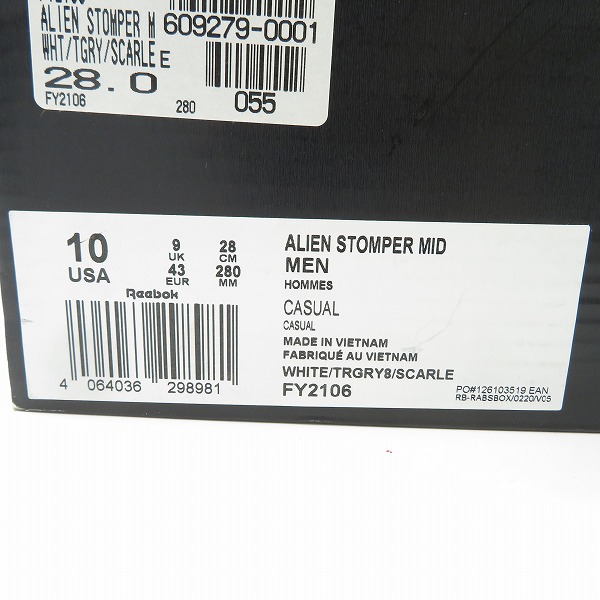 ALIEN STOMPER M
609279-0001
WHT/TGRY/SCARLE E
28.0
FY2106
280
055
10
USA
9
UK
28
CM
43
EUR
280
MM
Reebok
4 064036 298981
ALIEN STOMPER MID
MEN
HOMMES
CASUAL
CASUAL
MADE IN VIETNAM
FABRIQUÉ AU VIETNAM
WHITE/TRGRY8/SCARLE
FY2106
PO#126103519 EAN
RB-RABSBOX/0220/V05